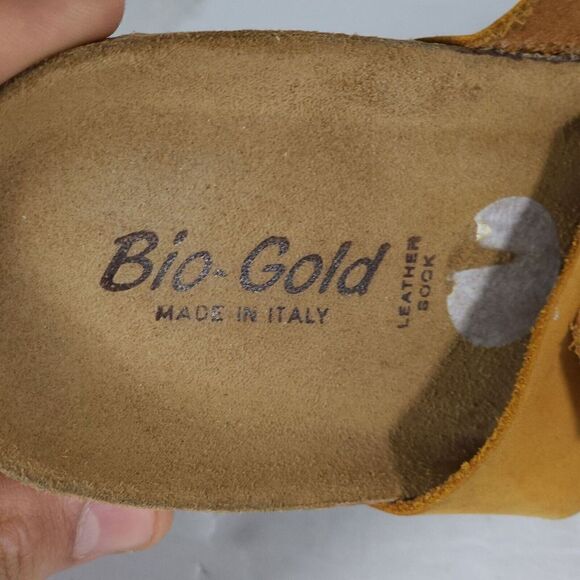 Bio-Gold
MADE IN ITALY
LEATHER
SOCK